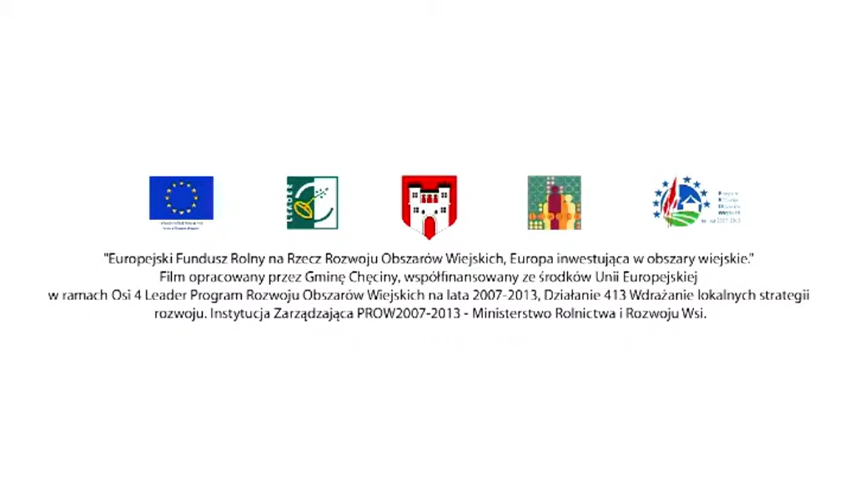 LEADER
"Europejski Fundusz Rolny na Rzecz Rozwoju Obszarów Wiejskich, Europa inwestująca w obszary wiejskie."
Film opracowany przez Gminę Chęciny, współfinansowany ze środków Unii Europejskiej
w ramach Osi 4 Leader Program Rozwoju Obszarów Wiejskich na lata 2007-2013, Działanie 413 Wdrażanie lokalnych strategii
rozwoju. Instytucja Zarządzająca PROW2007-2013 - Ministerstwo Rolnictwa i Rozwoju Wsi.